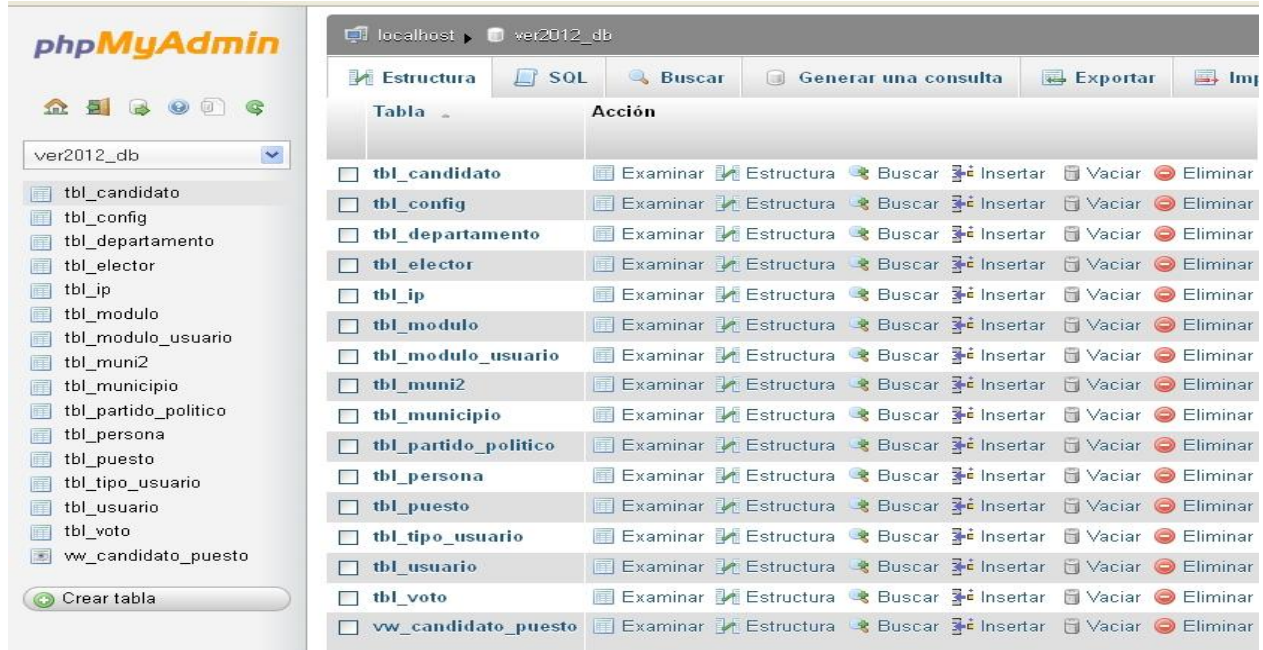 phpMyAdmin
ver2012_db
tbl_candidato
tbl_config
tbl_departamento
tbl_elector
tbl_ip
tbl_modulo
tbl_modulo_usuario
tbl_muni2
tbl_municipio
tbl_partido_politico
tbl_persona
tbl_puesto
tbl_tipo_usuario
tbl_usuario
tbl_voto
vw_candidato_puesto
Crear tabla
localhost ▸ ver2012_db
Estructura SQL Buscar Generar una consulta Exportar Imp
Tabla Acción
tbl_candidato Examinar Estructura Buscar Insertar Vaciar Eliminar
tbl_config Examinar Estructura Buscar Insertar Vaciar Eliminar
tbl_departamento Examinar Estructura Buscar Insertar Vaciar Eliminar
tbl_elector Examinar Estructura Buscar Insertar Vaciar Eliminar
tbl_ip Examinar Estructura Buscar Insertar Vaciar Eliminar
tbl_modulo Examinar Estructura Buscar Insertar Vaciar Eliminar
tbl_modulo_usuario Examinar Estructura Buscar Insertar Vaciar Eliminar
tbl_muni2 Examinar Estructura Buscar Insertar Vaciar Eliminar
tbl_municipio Examinar Estructura Buscar Insertar Vaciar Eliminar
tbl_partido_politico Examinar Estructura Buscar Insertar Vaciar Eliminar
tbl_persona Examinar Estructura Buscar Insertar Vaciar Eliminar
tbl_puesto Examinar Estructura Buscar Insertar Vaciar Eliminar
tbl_tipo_usuario Examinar Estructura Buscar Insertar Vaciar Eliminar
tbl_usuario Examinar Estructura Buscar Insertar Vaciar Eliminar
tbl_voto Examinar Estructura Buscar Insertar Vaciar Eliminar
vw_candidato_puesto Examinar Estructura Buscar Insertar Vaciar Eliminar